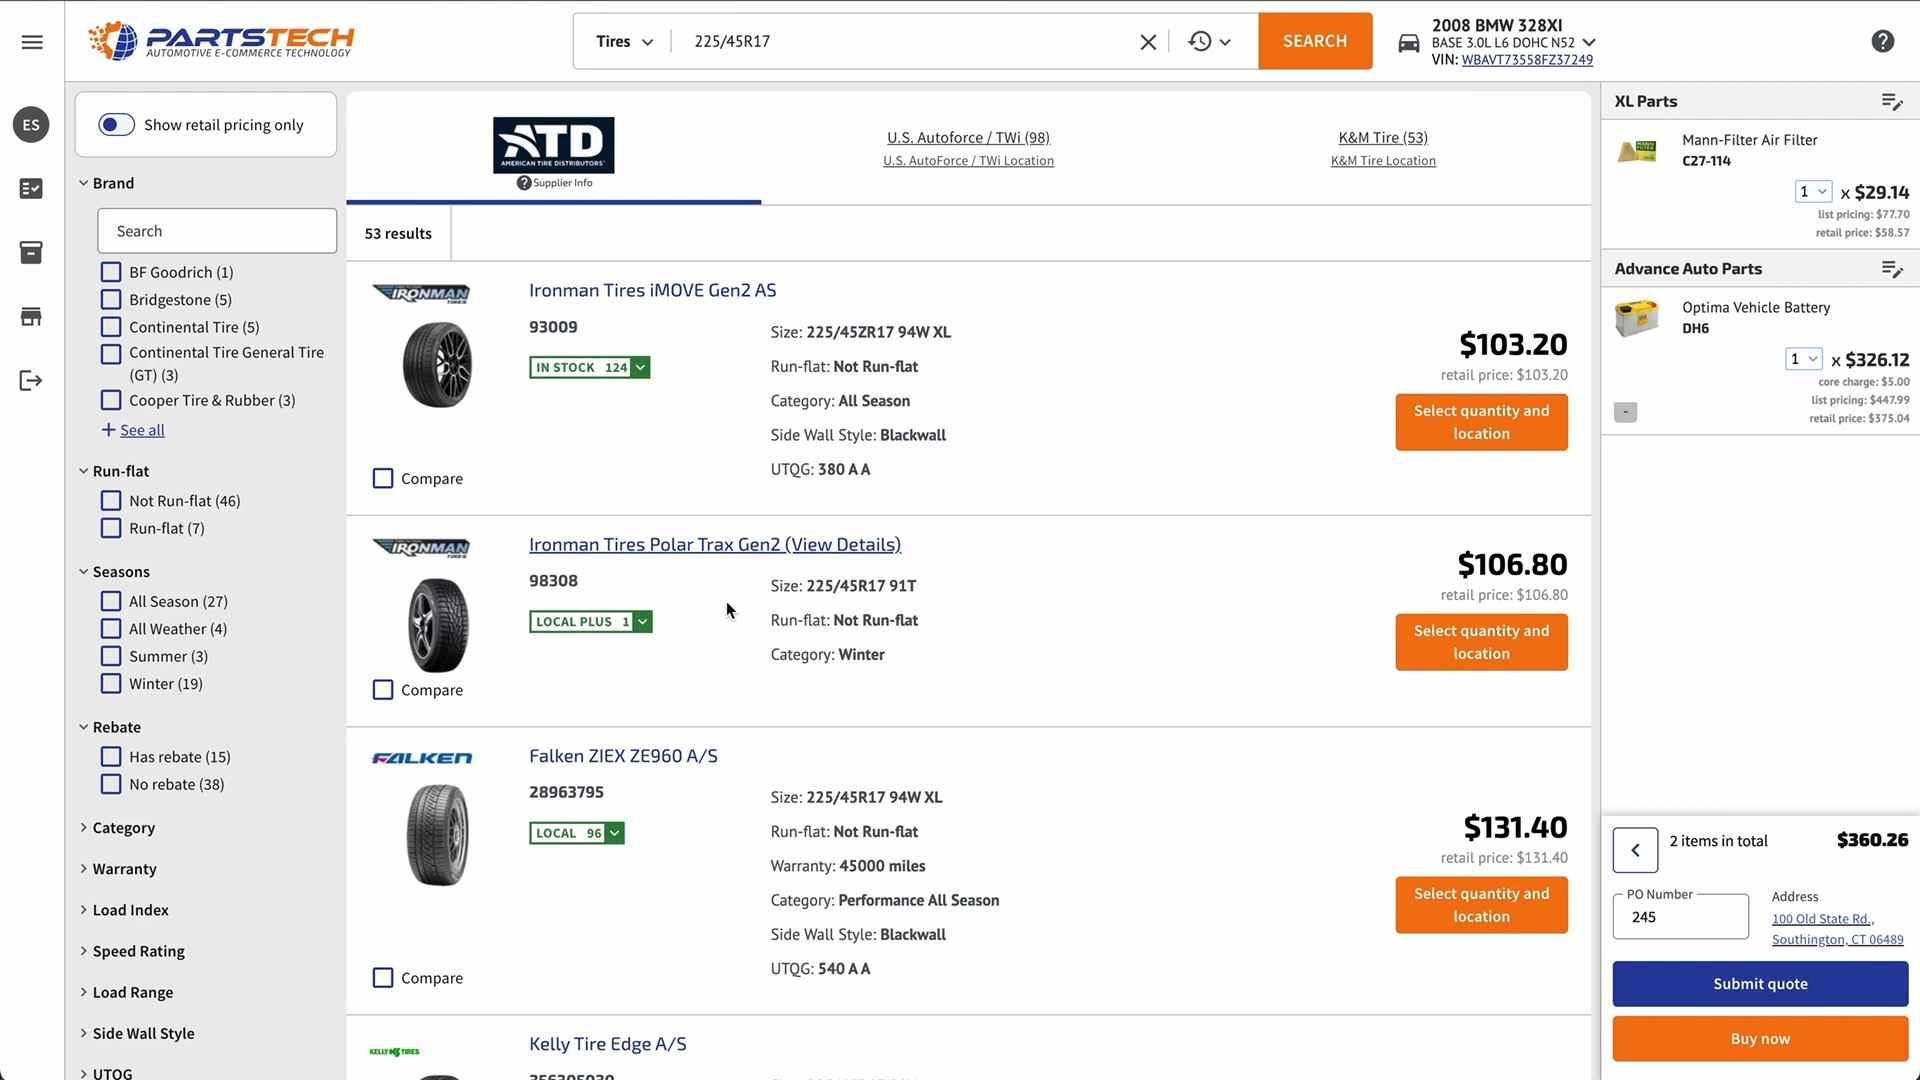 PARTSTECH
AUTOMOTIVE E-COMMERCE TECHNOLOGY
Tires
225/45R17
SEARCH
2008 BMW 328XI
BASE 3.0L L6 DOHC N52
VIN: WBAVT73558FZ37249
?
ES
Show retail pricing only
Brand
Search
BF Goodrich (1)
Bridgestone (5)
Continental Tire (5)
Continental Tire General Tire
(GT) (3)
Cooper Tire & Rubber (3)
+ See all
Run-flat
Not Run-flat (46)
Run-flat (7)
Seasons
All Season (27)
All Weather (4)
Summer (3)
Winter (19)
Rebate
Has rebate (15)
No rebate (38)
Category
Warranty
Load Index
Speed Rating
Load Range
Side Wall Style
UTQG
ATD
AMERICAN TIRE DISTRIBUTORS
? Supplier Info
U.S. Autoforce / TWi (98)
U.S. AutoForce / TWi Location
K&M Tire (53)
K&M Tire Location
53 results
IRONMAN
TIRES
Ironman Tires iMOVE Gen2 AS
93009
IN STOCK 124
Size: 225/45ZR17 94W XL
Run-flat: Not Run-flat
Category: All Season
Side Wall Style: Blackwall
UTQG: 380 A A
$103.20
retail price: $103.20
Select quantity and
location
Compare
IRONMAN
TIRES
Ironman Tires Polar Trax Gen2 (View Details)
98308
LOCAL PLUS 1
Size: 225/45R17 91T
Run-flat: Not Run-flat
Category: Winter
$106.80
retail price: $106.80
Select quantity and
location
Compare
FALKEN
Falken ZIEX ZE960 A/S
28963795
LOCAL 96
Size: 225/45R17 94W XL
Run-flat: Not Run-flat
Warranty: 45000 miles
Category: Performance All Season
Side Wall Style: Blackwall
UTQG: 540 A A
$131.40
retail price: $131.40
Select quantity and
location
Compare
KELLY TIRES
Kelly Tire Edge A/S
XL Parts
Mann-Filter Air Filter
C27-114
1 x $29.14
list pricing: $77.70
retail price: $58.57
Advance Auto Parts
Optima Vehicle Battery
DH6
1 x $326.12
core charge: $5.00
list pricing: $447.99
retail price: $375.04
-
2 items in total
$360.26
PO Number
245
Address
100 Old State Rd.,
Southington, CT 06489
Submit quote
Buy now